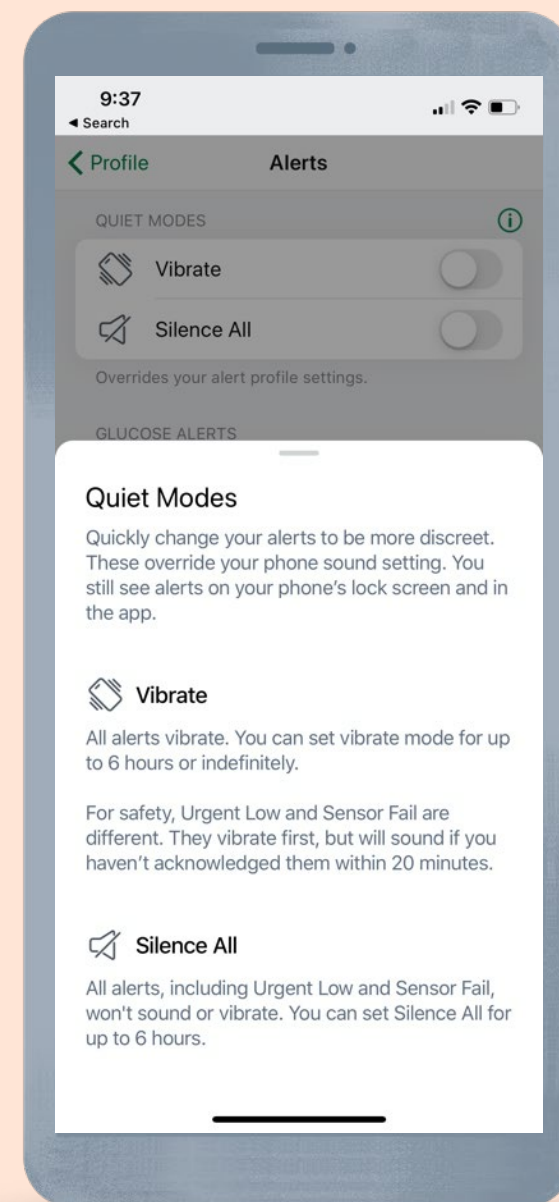 9:37
◀ Search
Profile
Alerts
QUIET MODES
Vibrate
Silence All
Overrides your alert profile settings.
GLUCOSE ALERTS
Quiet Modes
Quickly change your alerts to be more discreet.
These override your phone sound setting. You
still see alerts on your phone's lock screen and in
the app.
Vibrate
All alerts vibrate. You can set vibrate mode for up
to 6 hours or indefinitely.
For safety, Urgent Low and Sensor Fail are
different. They vibrate first, but will sound if you
haven't acknowledged them within 20 minutes.
Silence All
All alerts, including Urgent Low and Sensor Fail,
won't sound or vibrate. You can set Silence All for
up to 6 hours.